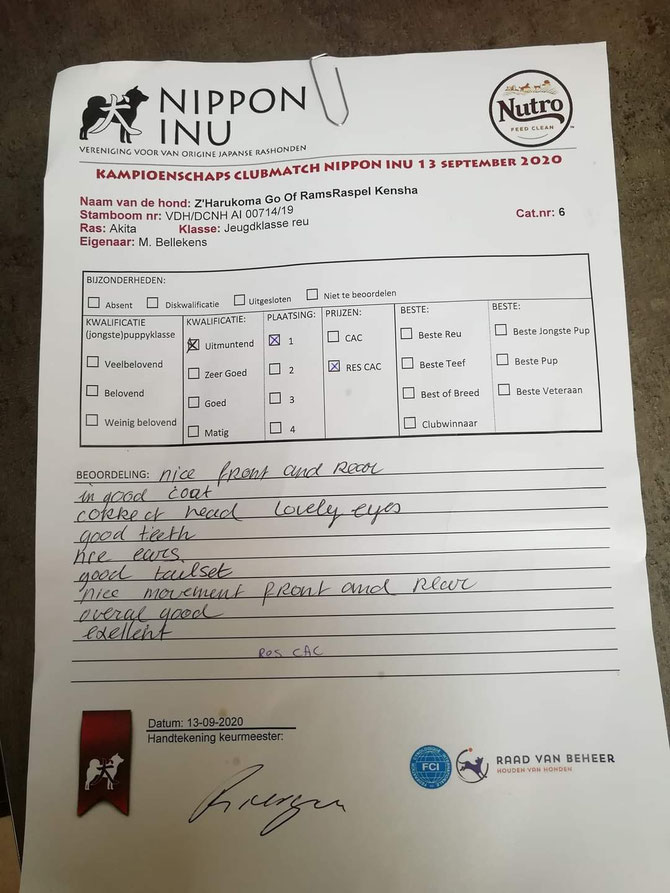 NIPPON
INU
VERENIGING VOOR VAN ORIGINE JAPANSE RASHONDEN
Nutro
FEED CLEAN
KAMPIOENSCHAPS CLUBMATCH NIPPON INU 13 SEPTEMBER 2020
Naam van de hond: Z'Harukoma Go Of RamsRaspel Kensha
Stamboom nr: VDH/DCNH AI 00714/19
Cat.nr: 6
Ras: Akita Klasse: Jeugdklasse reu
Eigenaar: M. Bellekens
BIJZONDERHEDEN:
Absent Diskwalificatie Uitgesloten Niet te beoordelen
KWALIFICATIE
(jongste)puppyklasse
Veelbelovend
Belovend
Weinig belovend
KWALIFICATIE:
Uitmuntend
Zeer Goed
Goed
Matig
PLAATSING:
1
2
3
4
PRIJZEN:
CAC
RES CAC
BESTE:
Beste Reu
Beste Teef
Best of Breed
Clubwinnaar
BESTE:
Beste Jongste Pup
Beste Pup
Beste Veteraan
BEOORDELING: nice front and rear
in good coat
correct head lovely eyes
good teeth
nice ears
good tailset
nice movement front and rear
overal good
exellent
Res CAC
Datum: 13-09-2020
Handtekening keurmeester:
FCI
RAAD VAN BEHEER
HOUDEN VAN HONDEN